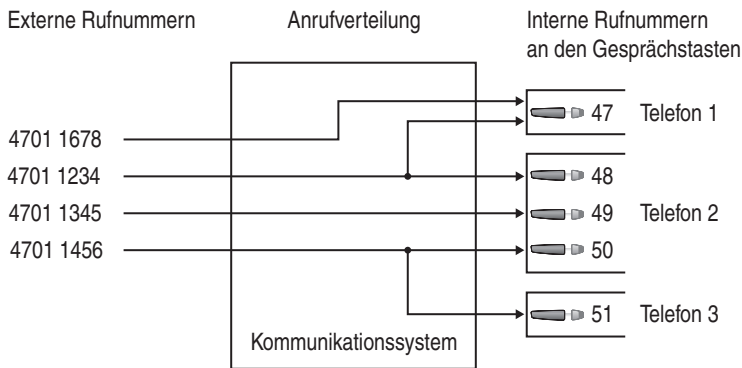 Externe Rufnummern
Anrufverteilung
Interne Rufnummern
an den Gesprächstasten
47 Telefon 1
4701 1678
4701 1234
48
4701 1345
49 Telefon 2
4701 1456
50
51 Telefon 3
Kommunikationssystem